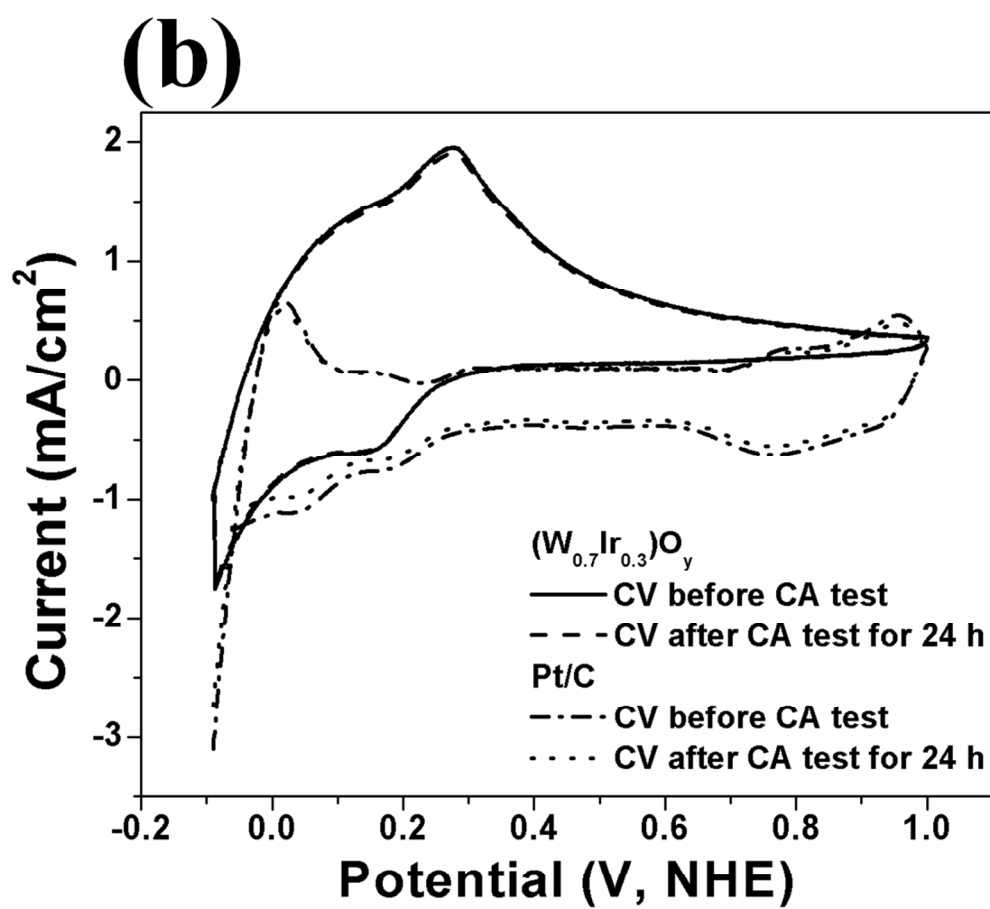 (b)
2
1
0
-1
-2
-3
Current (mA/cm²)
(W₀.₇Ir₀.₃)Oy
CV before CA test
CV after CA test for 24 h
Pt/C
CV before CA test
CV after CA test for 24 h
-0.2 0.0 0.2 0.4 0.6 0.8 1.0
Potential (V, NHE)